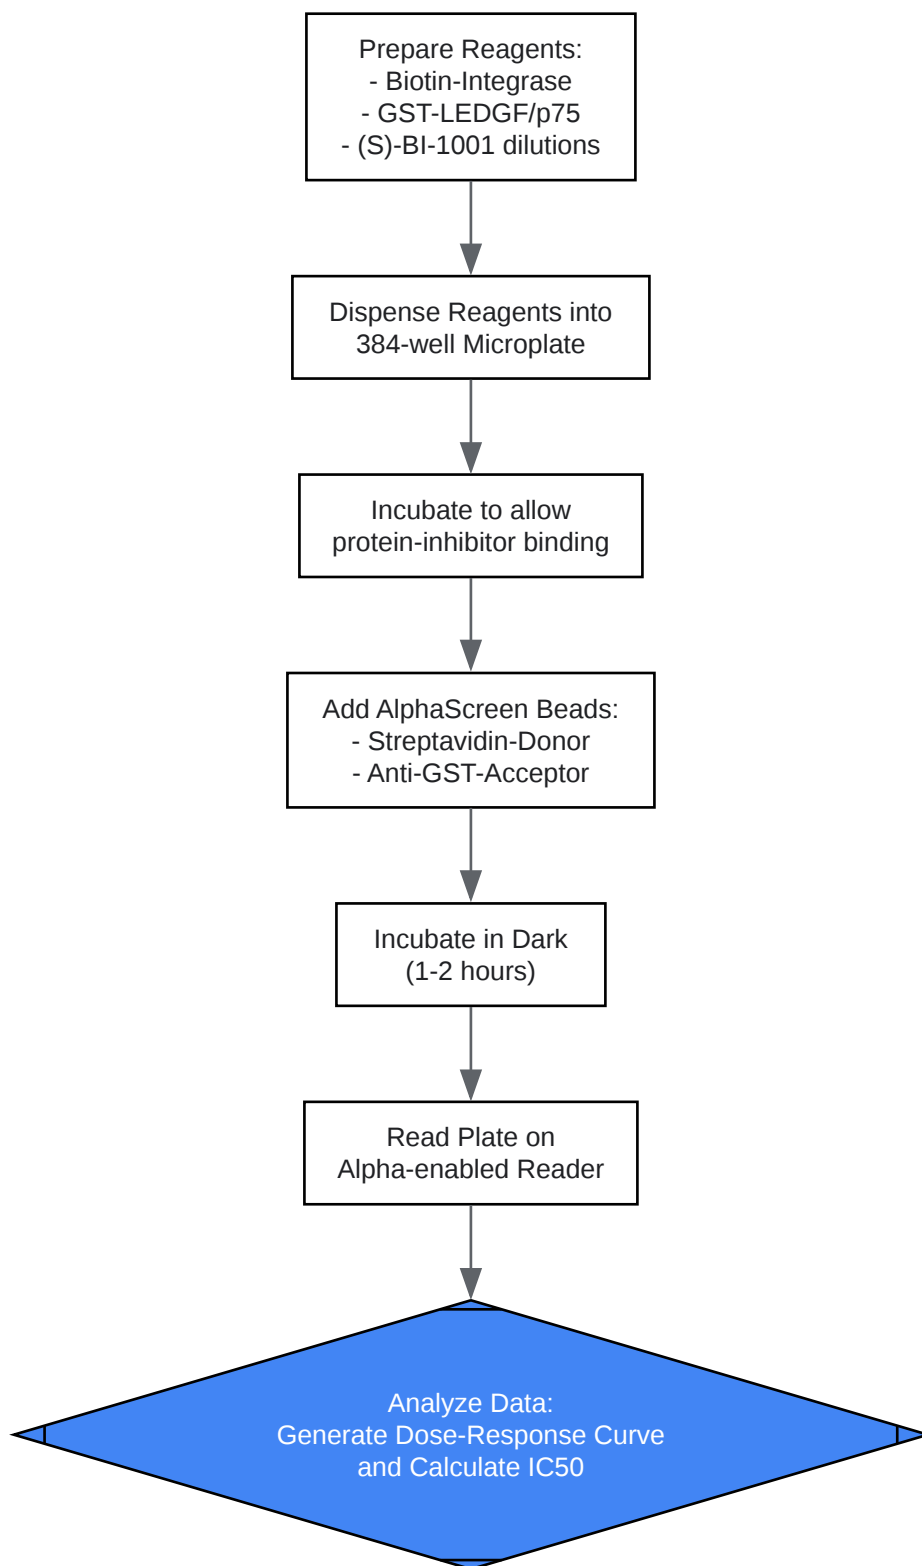 Prepare Reagents:
- Biotin-Integrase
- GST-LEDGF/p75
- (S)-BI-1001 dilutions
Dispense Reagents into
384-well Microplate
Incubate to allow
protein-inhibitor binding
Add AlphaScreen Beads:
- Streptavidin-Donor
- Anti-GST-Acceptor
Incubate in Dark
(1-2 hours)
Read Plate on
Alpha-enabled Reader
Analyze Data:
Generate Dose-Response Curve
and Calculate IC50